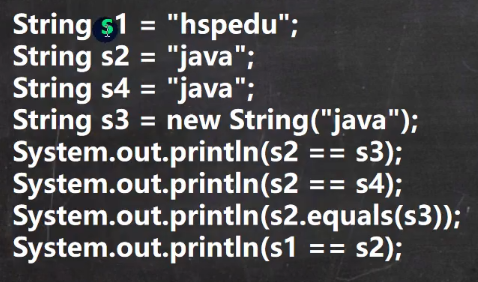 String s1 = "hspedu";
String s2 = "java";
String s4 = "java";
String s3 = new String("java");
System.out.println(s2 == s3);
System.out.println(s2 == s4);
System.out.println(s2.equals(s3));
System.out.println(s1 == s2);